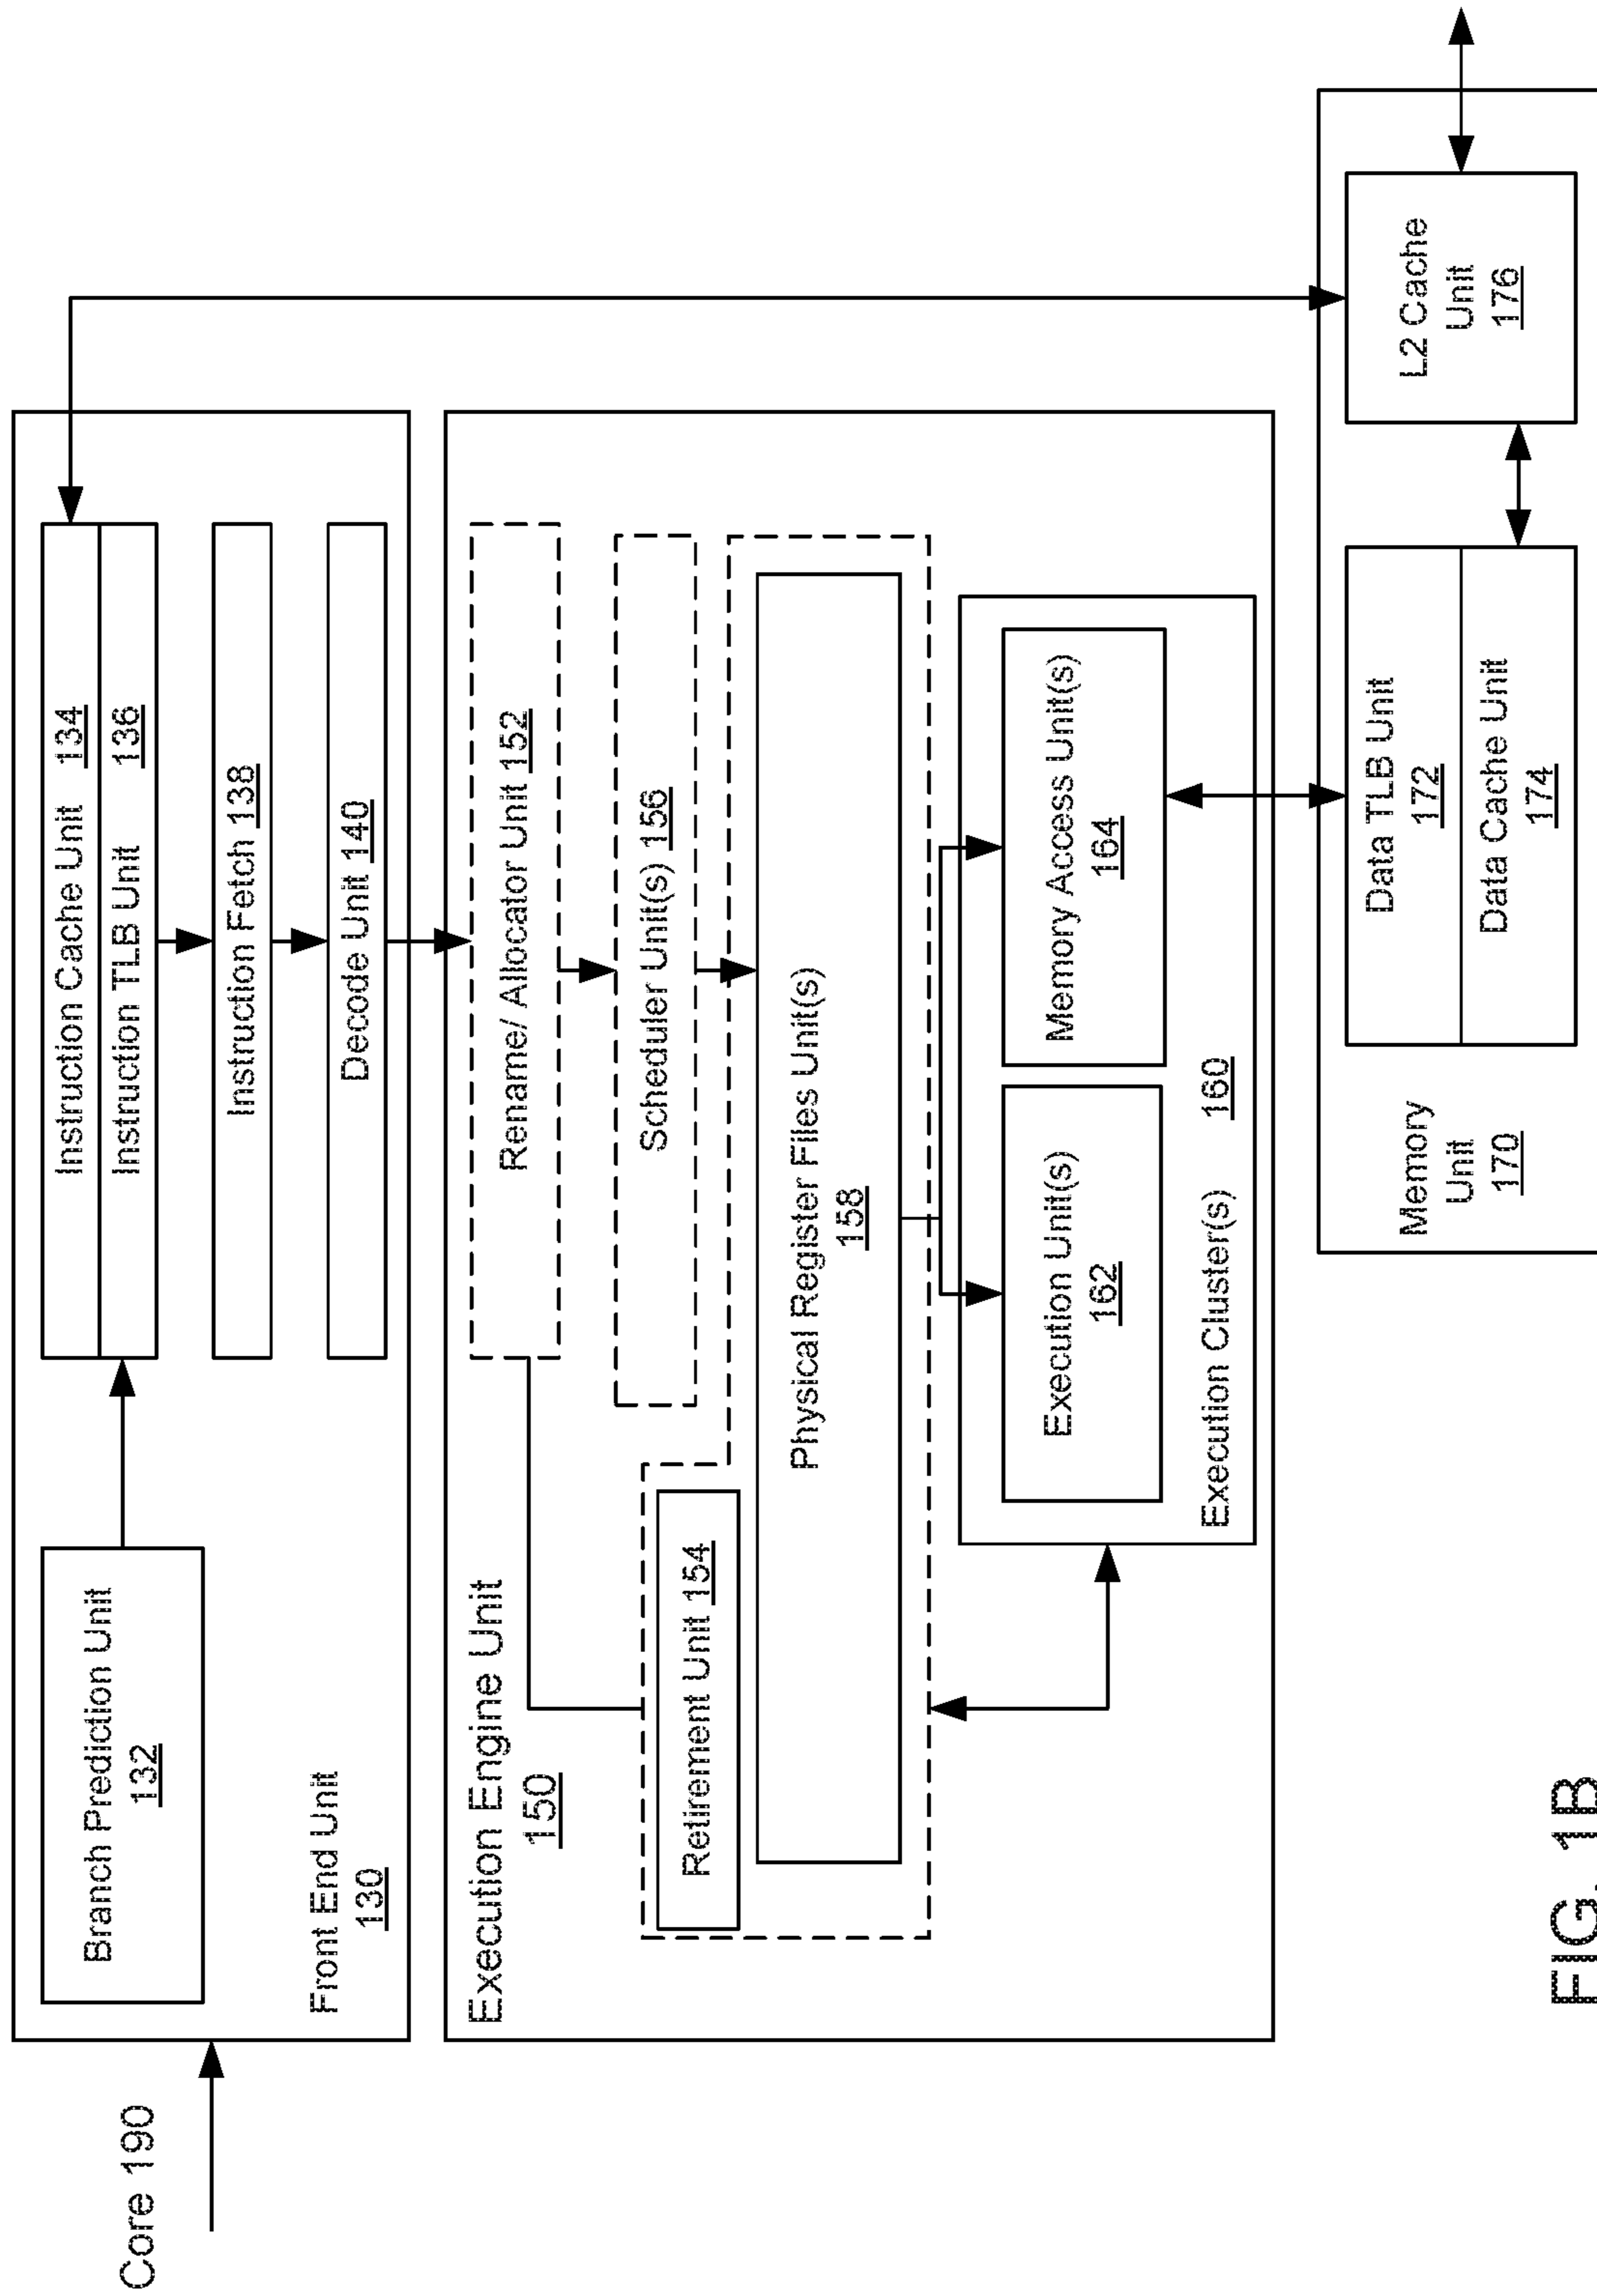 Core 190
Branch Prediction Unit
132
Front End Unit
130
Instruction Cache Unit 134
Instruction TLB Unit 136
Instruction Fetch 138
Decode Unit 140
Execution Engine Unit
150
Rename/ Allocator Unit 152
Scheduler Unit(s) 156
Retirement Unit 154
Physical Register Files Unit(s)
158
Execution Unit(s)
162
Memory Access Unit(s)
164
Execution Cluster(s) 160
Memory
Unit
170
Data TLB Unit
172
Data Cache Unit
174
L2 Cache
Unit
176
FIG. 1B